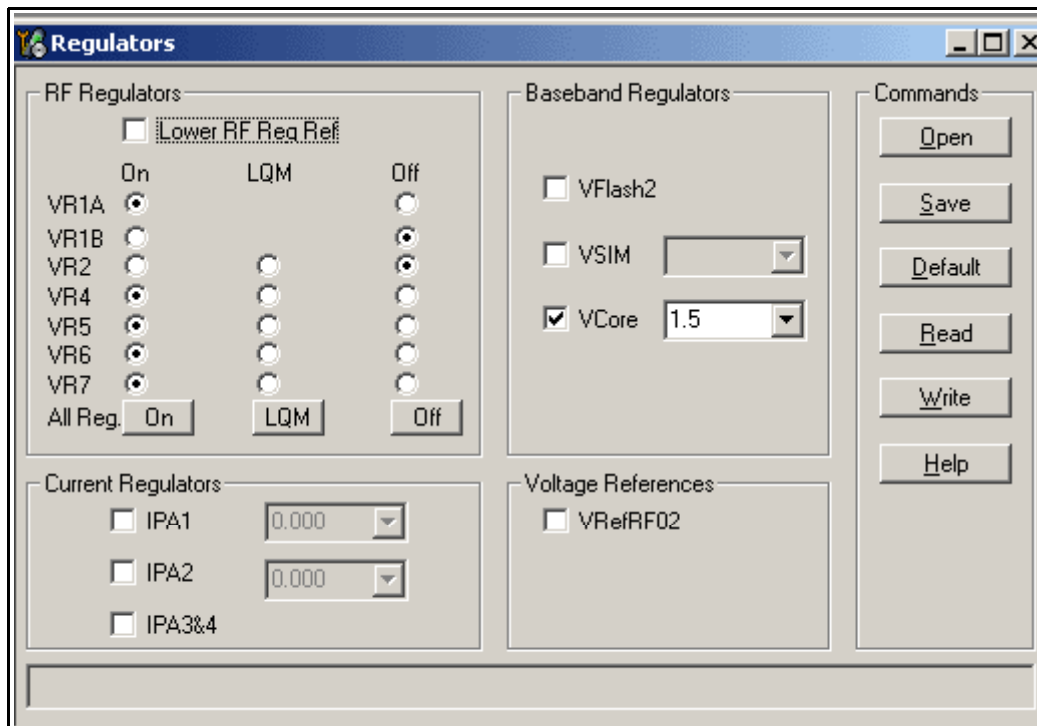 Regulators
RF Regulators
Lower RF Reg Ref
On LQM Off
VR1A
VR1B
VR2
VR4
VR5
VR6
VR7
All Reg. On LQM Off
Baseband Regulators
VFlash2
VSIM
VCore 1.5
Commands
Open
Save
Default
Read
Write
Help
Current Regulators
IPA1 0.000
IPA2 0.000
IPA3&4
Voltage References
VRefRF02